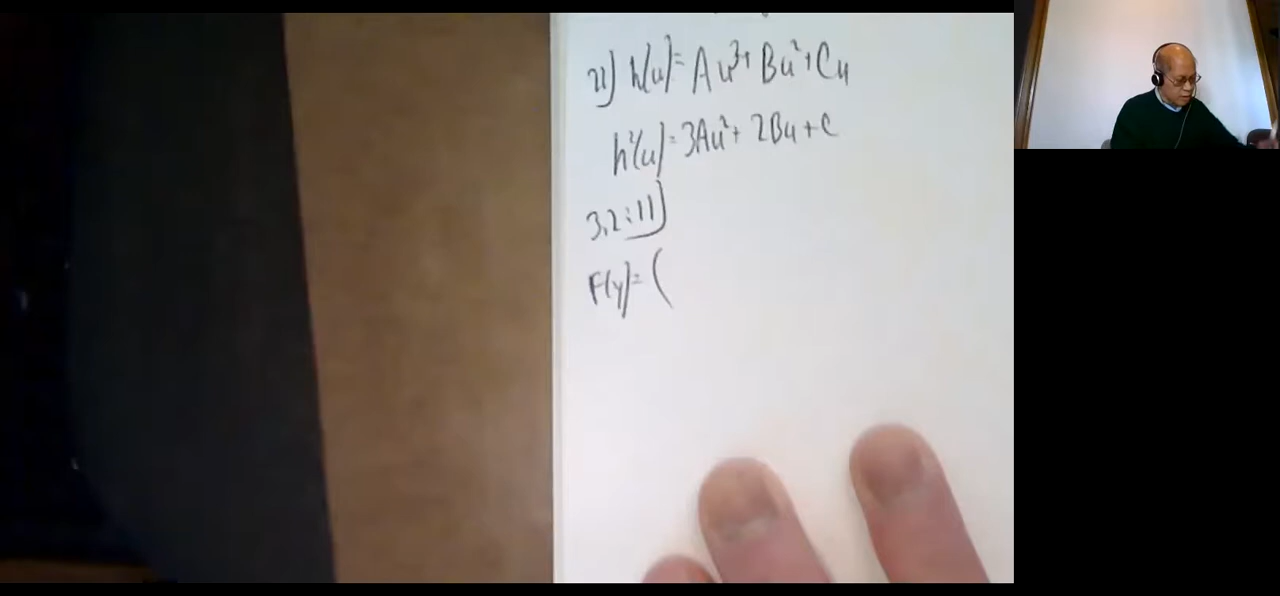 21) h(u)= Au³+ Bu²+ Cu
h'(u)= 3Au²+ 2Bu + C
3.2:11)
F(y)= (